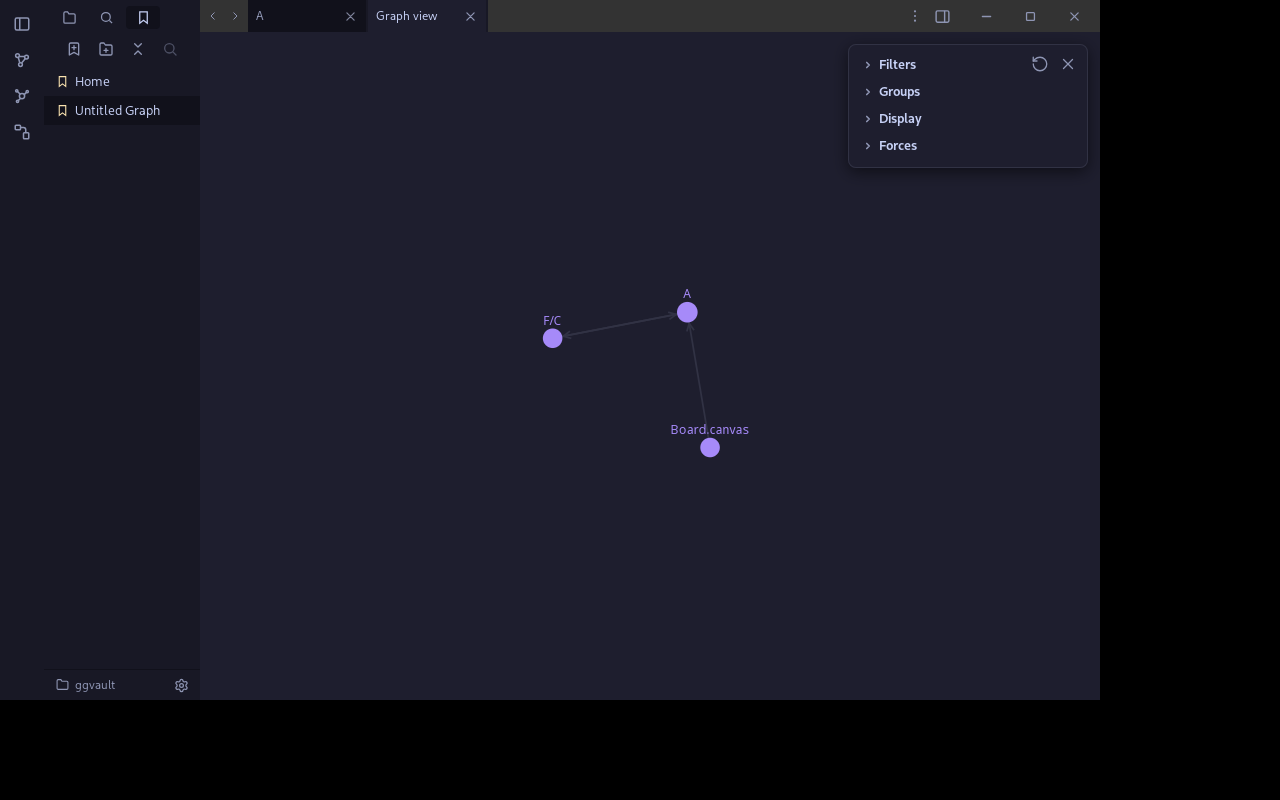 A
Graph view
Home
Untitled Graph
Filters
Groups
Display
Forces
A
F/C
Board.canvas
ggvault